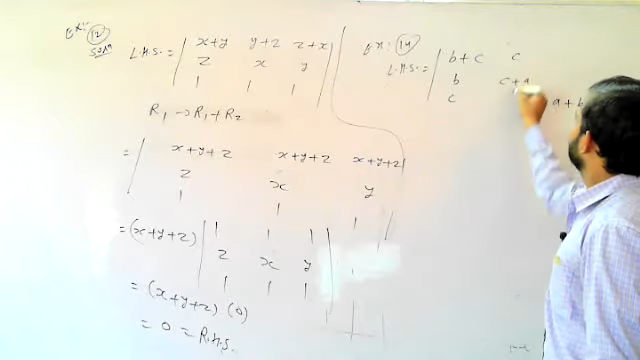 Ex: 12
Soln
L.H.S. = | x+y y+z z+x |
| z x y |
| 1 1 1 |
R₁ → R₁ + R₂
= | x+y+z x+y+z x+y+z |
| z x y |
| 1 1 1 |
= (x+y+z) | 1 1 1 |
| z x y |
| 1 1 1 |
= (x+y+z) (0)
= 0 = R.H.S.
Ex: 14
L.H.S. = | b+c c
b c+a
c a+b